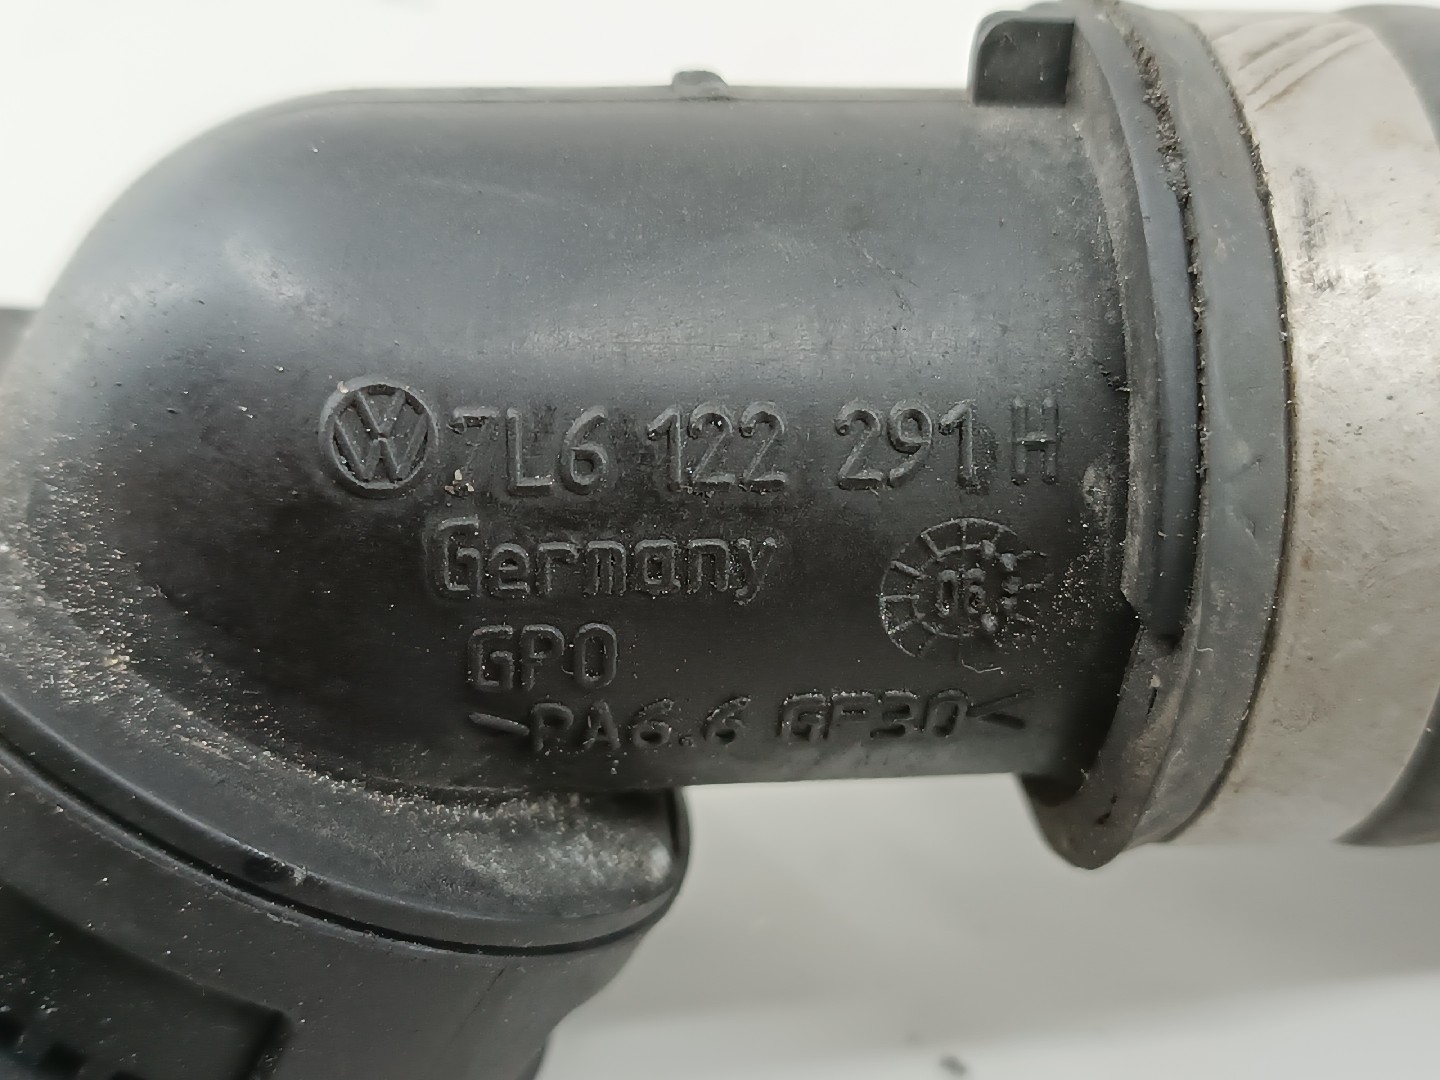 7L6 122 291 H
Germany
06
GPO
>PA6.6 GF30<